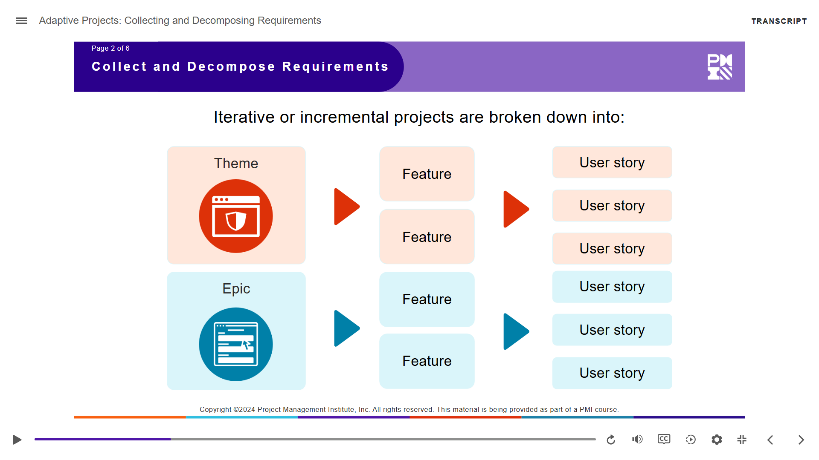 Adaptive Projects: Collecting and Decomposing Requirements
TRANSCRIPT
Page 2 of 6
Collect and Decompose Requirements
PMI
Iterative or incremental projects are broken down into:
Theme
Feature
Feature
User story
User story
User story
Epic
Feature
Feature
User story
User story
User story
Copyright ©2024 Project Management Institute, Inc. All rights reserved. This material is being provided as part of a PMI course.
CC